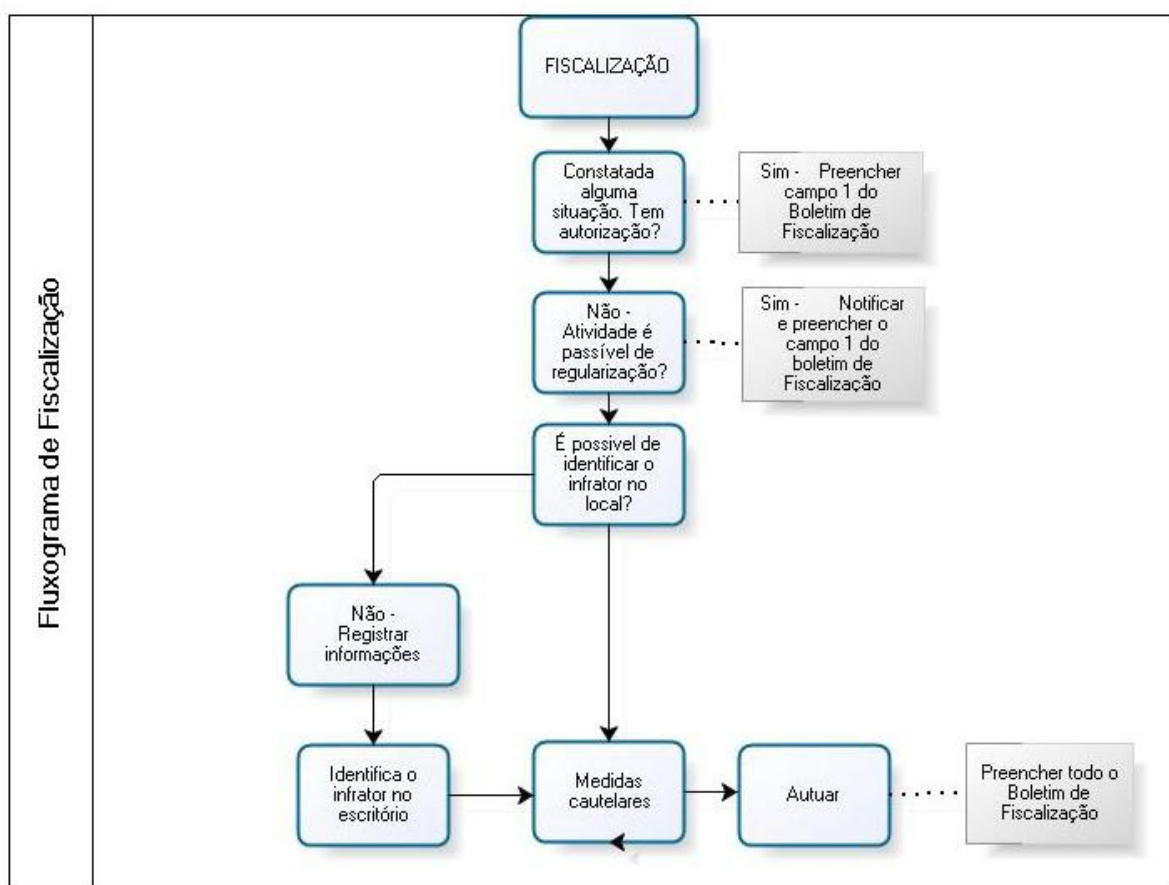 Fluxograma de Fiscalização
FISCALIZAÇÃO
Constatada
alguma
situação. Tem
autorização?
Sim - Preencher
campo 1 do
Boletim de
Fiscalização
Não -
Atividade é
passível de
regularização?
Sim - Notificar
e preencher o
campo 1 do
boletim de
Fiscalização
É possivel de
identificar o
infrator no
local?
Não -
Registrar
informações
Identifica o
infrator no
escritório
Medidas
cautelares
Autuar
Preencher todo o
Boletim de
Fiscalização